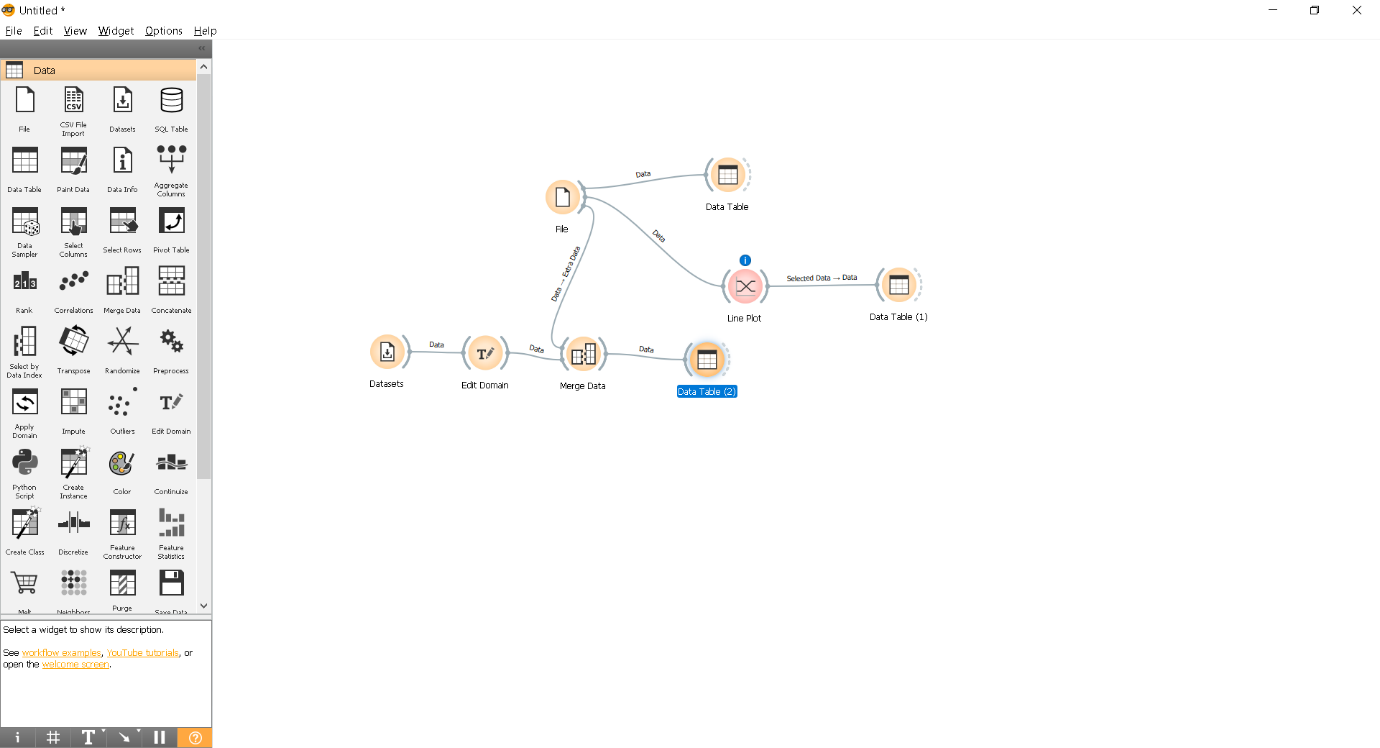 Untitled *
File Edit View Widget Options Help
«
Data
File
CSV File
Import
Datasets
SQL Table
Data Table
Paint Data
Data Info
Aggregate
Columns
Data
Sampler
Select
Columns
Select Rows
Pivot Table
Rank
Correlations
Merge Data
Concatenate
Select by
Data Index
Transpose
Randomize
Preprocess
Apply
Domain
Impute
Outliers
Edit Domain
Python
Script
Create
Instance
Color
Continuize
Create Class
Discretize
Feature
Constructor
Feature
Statistics
Melt
Neighbors
Purge
Save Data
Select a widget to show its description.
See workflow examples, YouTube tutorials, or
open the welcome screen.
Data
Data Table
File
Data
Data → Extra Data
Selected Data → Data
Line Plot
Data Table (1)
Data
Data
Data
Datasets
Edit Domain
Merge Data
Data Table (2)